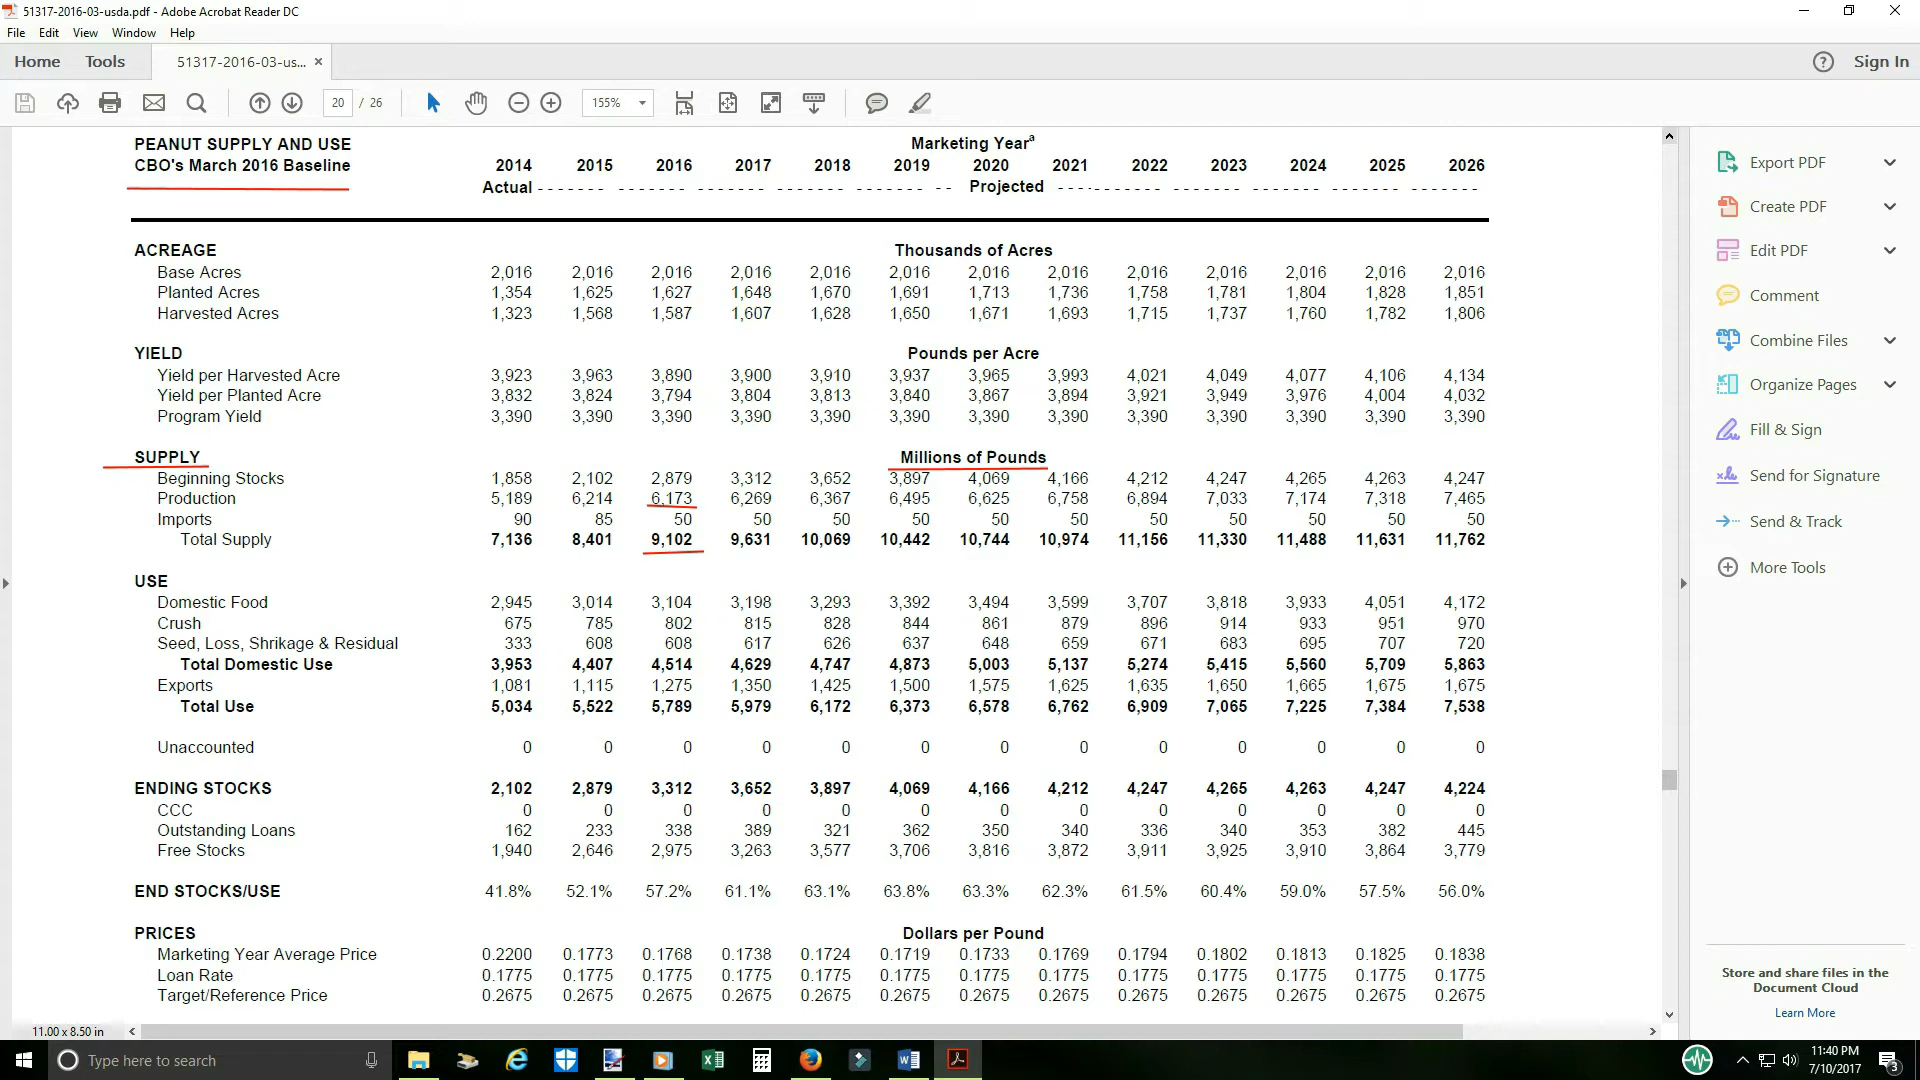 51317-2016-03-usda.pdf - Adobe Acrobat Reader DC
File Edit View Window Help
Home Tools 51317-2016-03-us... × Sign In
20 / 26 155%
PEANUT SUPPLY AND USE Marketing Yearᵃ
CBO's March 2016 Baseline 2014 2015 2016 2017 2018 2019 2020 2021 2022 2023 2024 2025 2026
Actual Projected
ACREAGE Thousands of Acres
Base Acres 2,016 2,016 2,016 2,016 2,016 2,016 2,016 2,016 2,016 2,016 2,016 2,016 2,016
Planted Acres 1,354 1,625 1,627 1,648 1,670 1,691 1,713 1,736 1,758 1,781 1,804 1,828 1,851
Harvested Acres 1,323 1,568 1,587 1,607 1,628 1,650 1,671 1,693 1,715 1,737 1,760 1,782 1,806
YIELD Pounds per Acre
Yield per Harvested Acre 3,923 3,963 3,890 3,900 3,910 3,937 3,965 3,993 4,021 4,049 4,077 4,106 4,134
Yield per Planted Acre 3,832 3,824 3,794 3,804 3,813 3,840 3,867 3,894 3,921 3,949 3,976 4,004 4,032
Program Yield 3,390 3,390 3,390 3,390 3,390 3,390 3,390 3,390 3,390 3,390 3,390 3,390 3,390
SUPPLY Millions of Pounds
Beginning Stocks 1,858 2,102 2,879 3,312 3,652 3,897 4,069 4,166 4,212 4,247 4,265 4,263 4,247
Production 5,189 6,214 6,173 6,269 6,367 6,495 6,625 6,758 6,894 7,033 7,174 7,318 7,465
Imports 90 85 50 50 50 50 50 50 50 50 50 50 50
Total Supply 7,136 8,401 9,102 9,631 10,069 10,442 10,744 10,974 11,156 11,330 11,488 11,631 11,762
USE
Domestic Food 2,945 3,014 3,104 3,198 3,293 3,392 3,494 3,599 3,707 3,818 3,933 4,051 4,172
Crush 675 785 802 815 828 844 861 879 896 914 933 951 970
Seed, Loss, Shrikage & Residual 333 608 608 617 626 637 648 659 671 683 695 707 720
Total Domestic Use 3,953 4,407 4,514 4,629 4,747 4,873 5,003 5,137 5,274 5,415 5,560 5,709 5,863
Exports 1,081 1,115 1,275 1,350 1,425 1,500 1,575 1,625 1,635 1,650 1,665 1,675 1,675
Total Use 5,034 5,522 5,789 5,979 6,172 6,373 6,578 6,762 6,909 7,065 7,225 7,384 7,538
Unaccounted 0 0 0 0 0 0 0 0 0 0 0 0 0
ENDING STOCKS 2,102 2,879 3,312 3,652 3,897 4,069 4,166 4,212 4,247 4,265 4,263 4,247 4,224
CCC 0 0 0 0 0 0 0 0 0 0 0 0 0
Outstanding Loans 162 233 338 389 321 362 350 340 336 340 353 382 445
Free Stocks 1,940 2,646 2,975 3,263 3,577 3,706 3,816 3,872 3,911 3,925 3,910 3,864 3,779
END STOCKS/USE 41.8% 52.1% 57.2% 61.1% 63.1% 63.8% 63.3% 62.3% 61.5% 60.4% 59.0% 57.5% 56.0%
PRICES Dollars per Pound
Marketing Year Average Price 0.2200 0.1773 0.1768 0.1738 0.1724 0.1719 0.1733 0.1769 0.1794 0.1802 0.1813 0.1825 0.1838
Loan Rate 0.1775 0.1775 0.1775 0.1775 0.1775 0.1775 0.1775 0.1775 0.1775 0.1775 0.1775 0.1775 0.1775
Target/Reference Price 0.2675 0.2675 0.2675 0.2675 0.2675 0.2675 0.2675 0.2675 0.2675 0.2675 0.2675 0.2675 0.2675
11.00 x 8.50 in
Export PDF
Create PDF
Edit PDF
Comment
Combine Files
Organize Pages
Fill & Sign
Send for Signature
Send & Track
More Tools
Store and share files in the
Document Cloud
Learn More
Type here to search
11:40 PM
7/10/2017
3